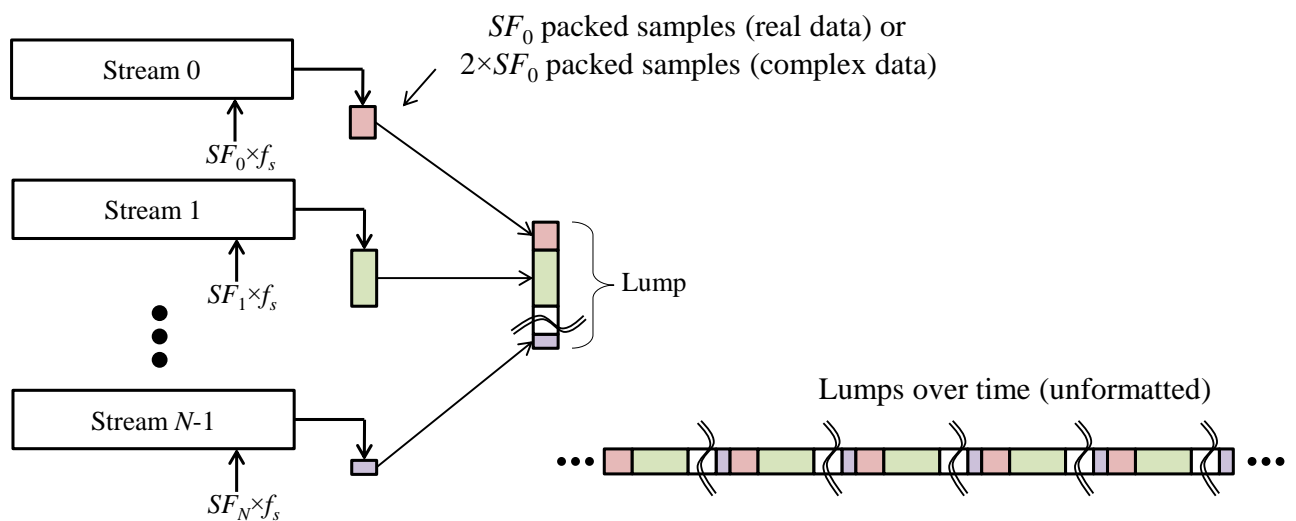 SF₀ packed samples (real data) or
2×SF₀ packed samples (complex data)
Stream 0
SF₀×fₛ
Stream 1
SF₁×fₛ
Lump
Stream N-1
SF_N×fₛ
Lumps over time (unformatted)